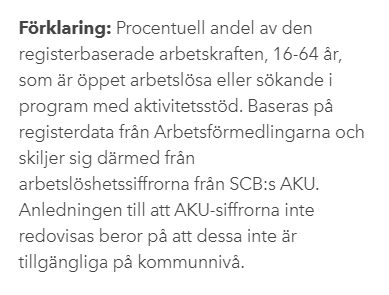 Förklaring: Procentuell andel av den
registerbaserade arbetskraften, 16-64 år,
som är öppet arbetslösa eller sökande i
program med aktivitetsstöd. Baseras på
registerdata från Arbetsförmedlingarna och
skiljer sig därmed från
arbetslöshetssiffrorna från SCB:s AKU.
Anledningen till att AKU-siffrorna inte
redovisas beror på att dessa inte är
tillgängliga på kommunnivå.